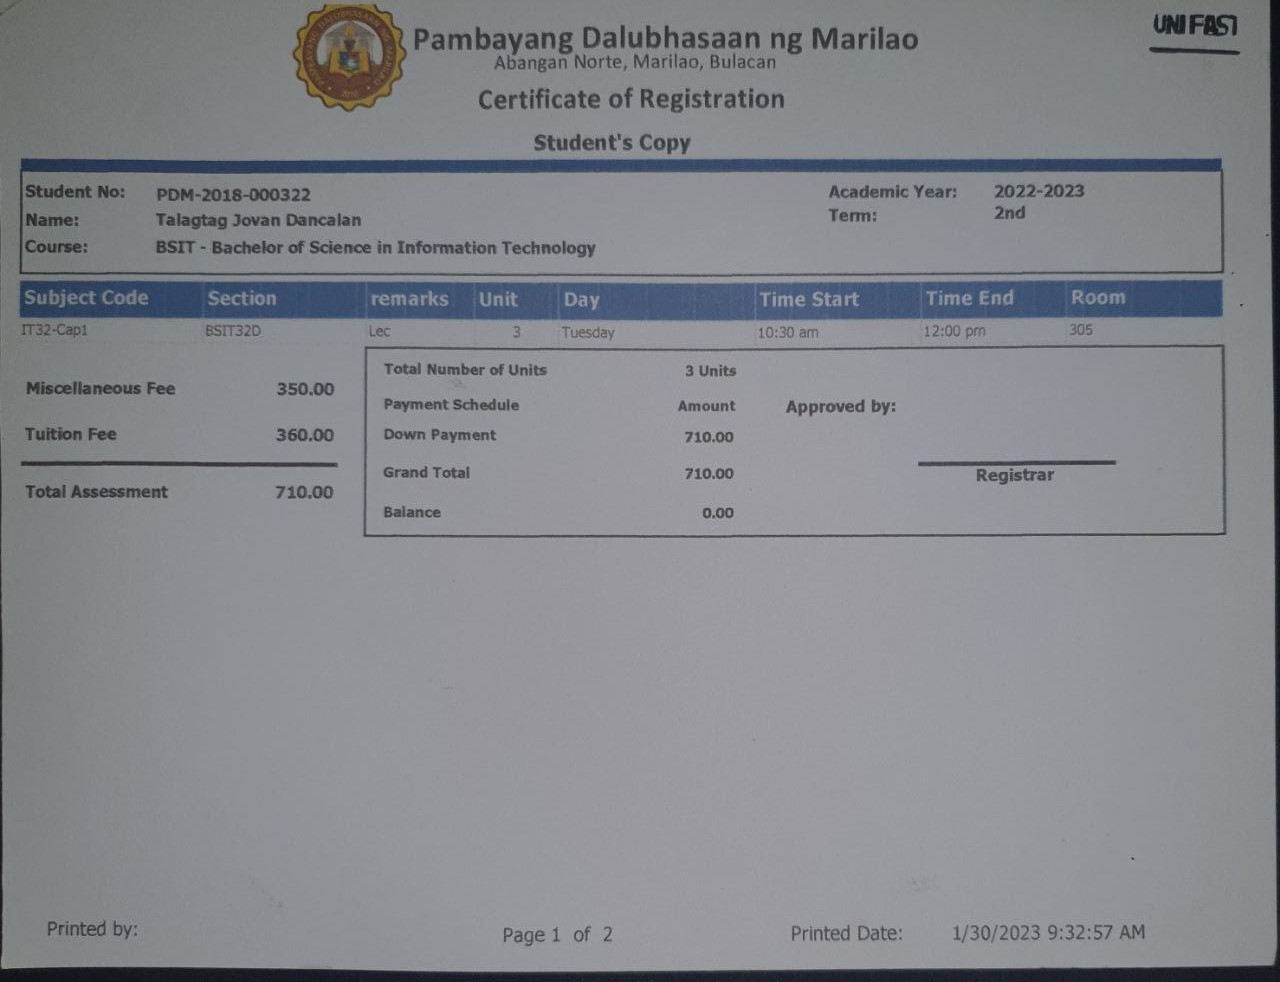 UNIFAST
Pambayang Dalubhasaan ng Marilao
Abangan Norte, Marilao, Bulacan
Certificate of Registration
Student's Copy
Student No: PDM-2018-000322 Academic Year: 2022-2023
Name: Talagtag Jovan Dancalan Term: 2nd
Course: BSIT - Bachelor of Science in Information Technology
Subject Code Section remarks Unit Day Time Start Time End Room
IT32-Cap1 BSIT32D Lec 3 Tuesday 10:30 am 12:00 pm 305
Total Number of Units 3 Units
Miscellaneous Fee 350.00
Payment Schedule Amount Approved by:
Tuition Fee 360.00 Down Payment 710.00
Grand Total 710.00 Registrar
Total Assessment 710.00
Balance 0.00
Printed by: Page 1 of 2 Printed Date: 1/30/2023 9:32:57 AM